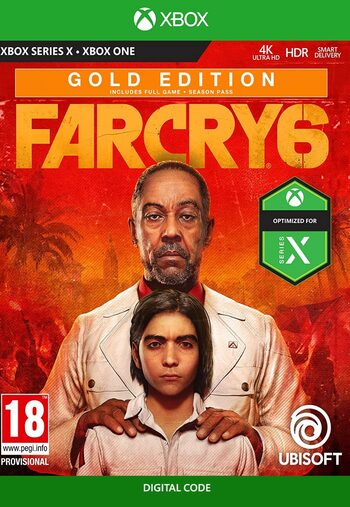 XBOX
XBOX SERIES X • XBOX ONE
4K
ULTRA HD
HDR
SMART
DELIVERY
GOLD EDITION
INCLUDES FULL GAME • SEASON PASS
FARCRY6
®
OPTIMIZED FOR
SERIES
X
18
www.pegi.info
PROVISIONAL
UBISOFT
DIGITAL CODE